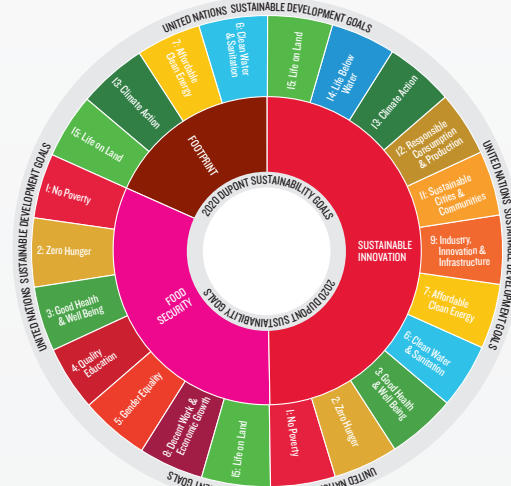 UNITED NATIONS SUSTAINABLE DEVELOPMENT GOALS
15: Life on Land
14: Life Below
Water
13: Climate Action
12: Responsible
Consumption
& Production
11: Sustainable
Cities &
Communities
9: Industry,
Innovation &
Infrastructure
7: Affordable
Clean Energy
6: Clean Water
& Sanitation
3: Good Health
& Well Being
2: Zero Hunger
1: No Poverty
15: Life on Land
8: Decent Work &
Economic Growth
5: Gender Equality
4: Quality
Education
3: Good Health
& Well Being
2: Zero Hunger
1: No Poverty
15: Life on Land
13: Climate Action
7: Affordable
Clean Energy
6: Clean Water
& Sanitation
FOOTPRINT
SUSTAINABLE
INNOVATION
FOOD
SECURITY
2020 DUPONT SUSTAINABILITY GOALS
2020 DUPONT SUSTAINABILITY GOALS
UNITED NATIONS SUSTAINABLE DEVELOPMENT GOALS
UNITED NATIONS SUSTAINABLE DEVELOPMENT GOALS